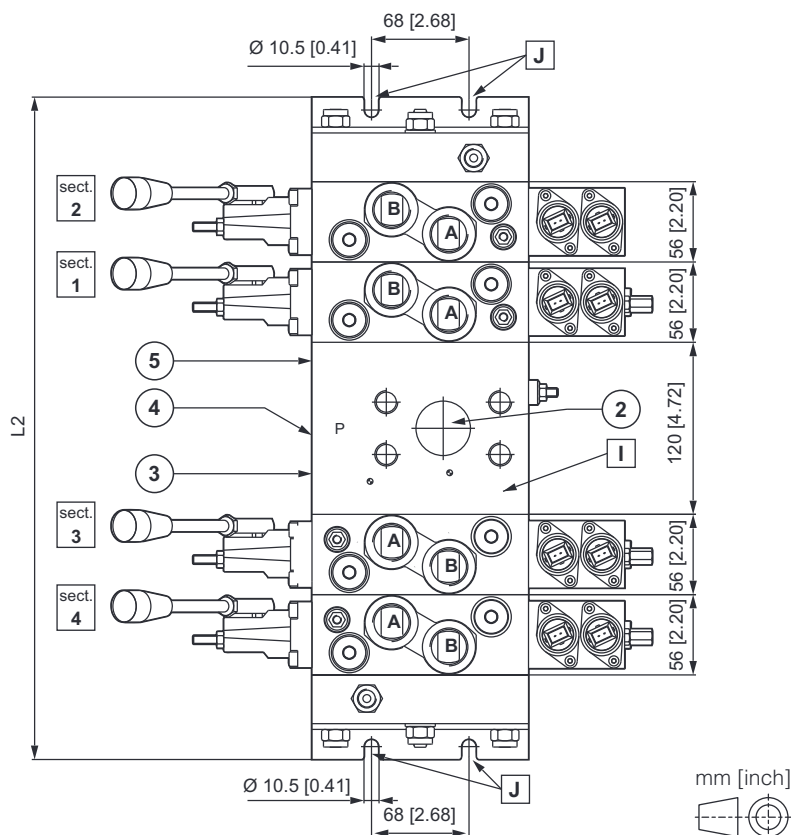 68 [2.68]
Ø 10.5 [0.41]
J
sect.
2
B
A
56 [2.20]
sect.
1
B
A
56 [2.20]
5
4
P
2
120 [4.72]
L2
3
I
sect.
3
A
B
56 [2.20]
sect.
4
A
B
56 [2.20]
Ø 10.5 [0.41]
J
68 [2.68]
mm [inch]